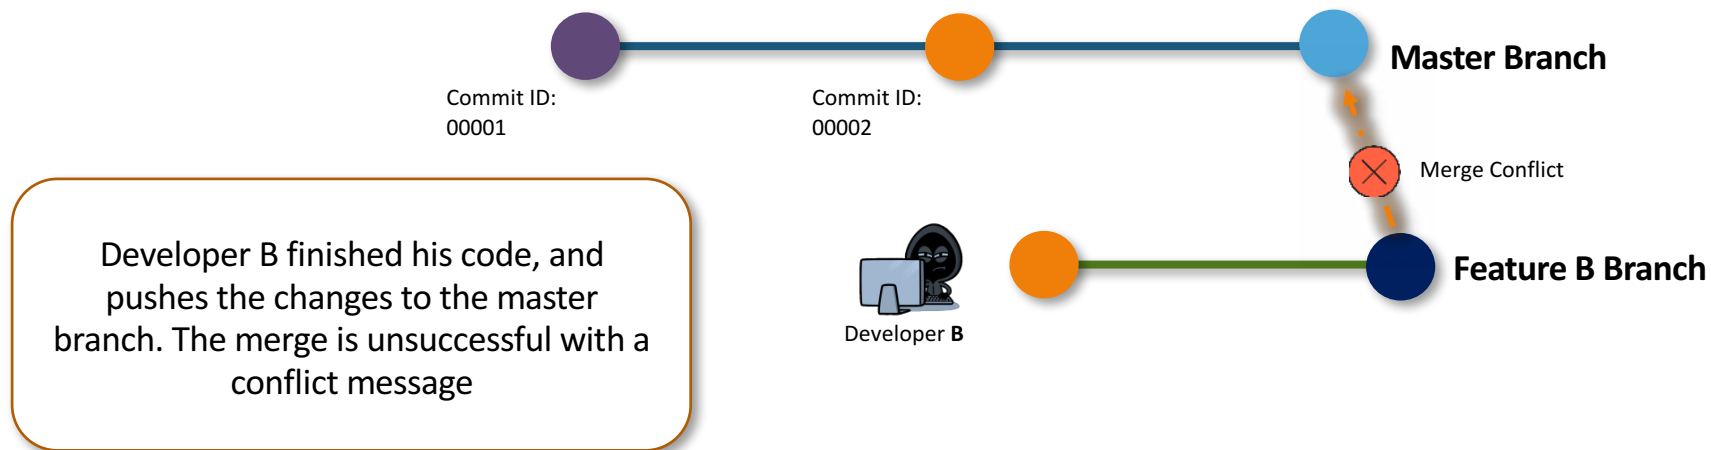 Master Branch
Commit ID:
00001
Commit ID:
00002
Merge Conflict
Developer B finished his code, and
pushes the changes to the master
branch. The merge is unsuccessful with a
conflict message
Feature B Branch
Developer B